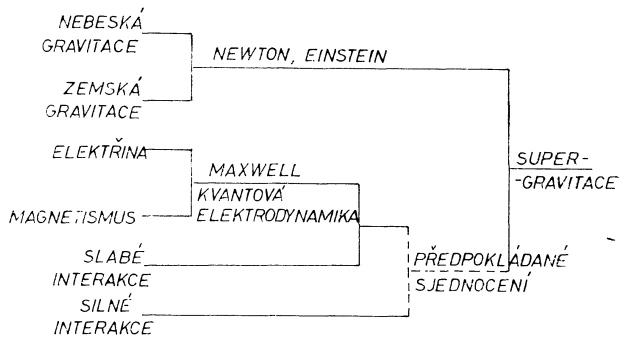 NEBESKÁ
GRAVITACE
NEWTON, EINSTEIN
ZEMSKÁ
GRAVITACE
ELEKTŘINA
MAXWELL
KVANTOVÁ
ELEKTRODYNAMIKA
MAGNETISMUS
SUPER-
-GRAVITACE
SLABÉ
INTERAKCE
PŘEDPOKLÁDANÉ
SJEDNOCENÍ
SILNÉ
INTERAKCE